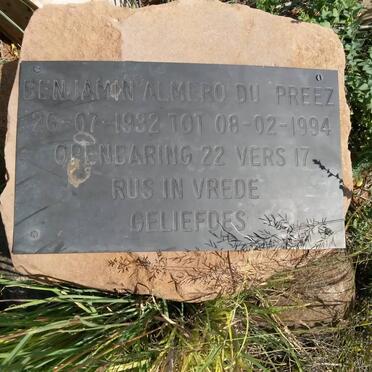 BENJAMIN ALMERO DU PREEZ
26-07-1932 TOT 08-02-1994
OPENBARING 22 VERS 17
RUS IN VREDE
GELIEFDES